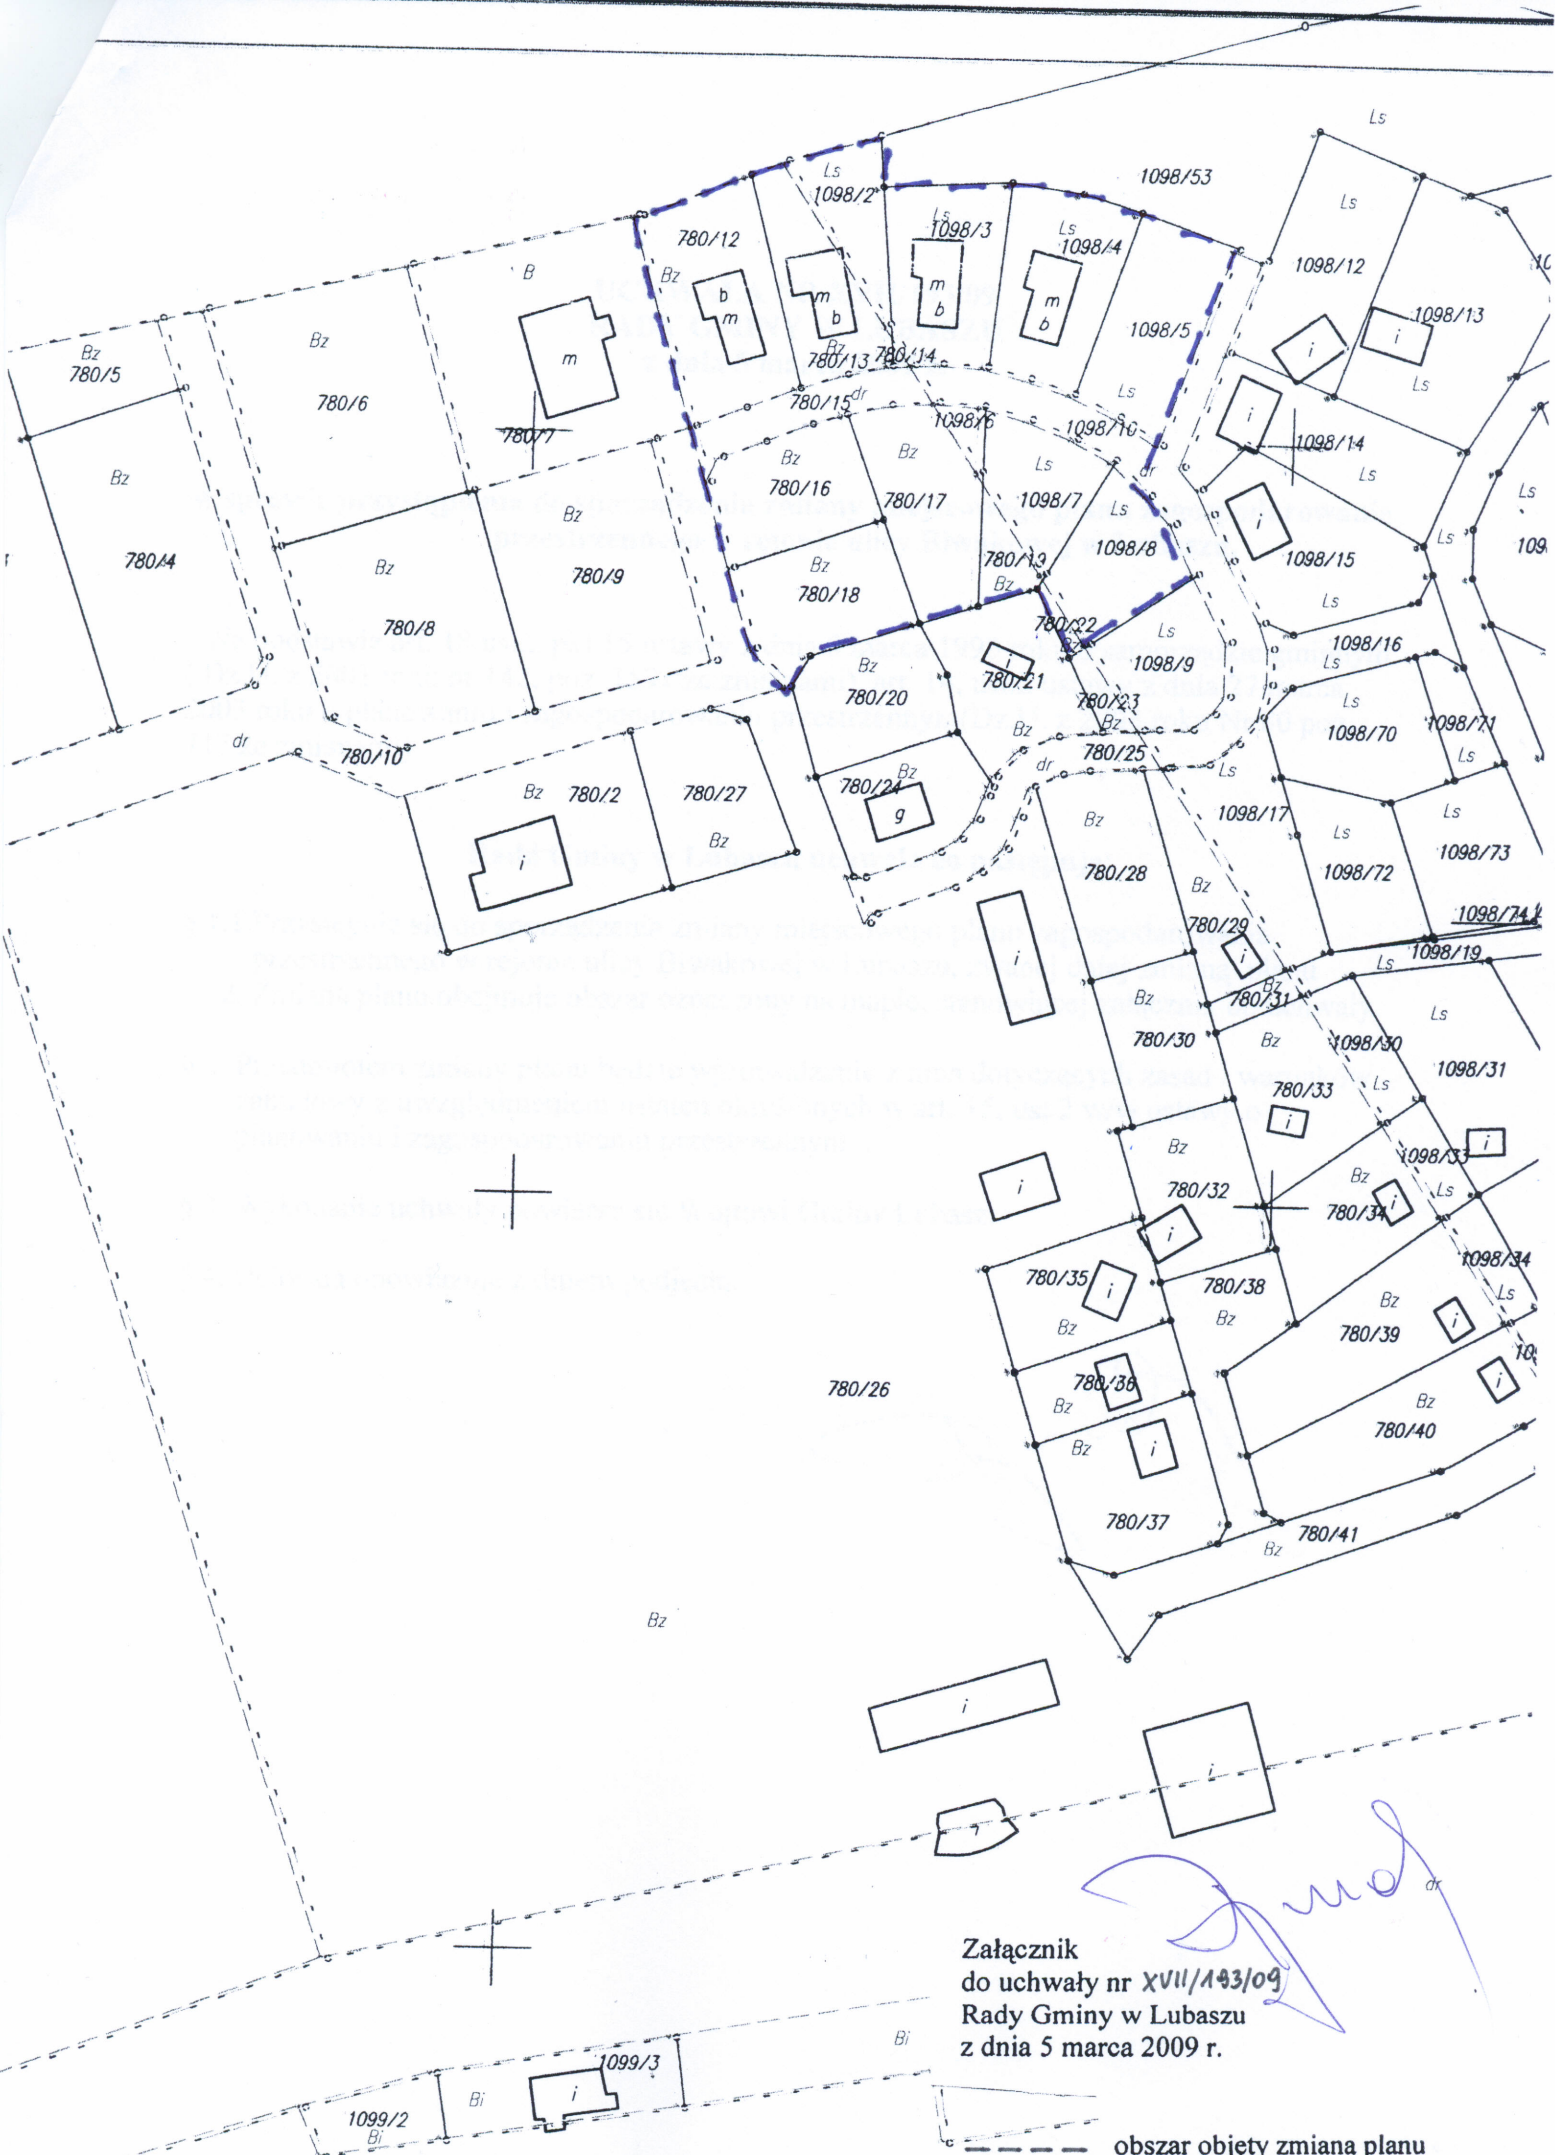 Ls
1098/53
Ls
1098/2
Ls
780/12
Ls
1098/3
Ls
1098/4
1098/12
B
Bz
b
m
m
b
m
b
m
b
1098/5
1098/13
i
i
Ls
Bz
780/5
Bz
780/6
m
780/7
Bz
780/13
780/14
780/15
dr
1098/6
1098/10
Ls
i
1098/14
Ls
Bz
780/4
Bz
780/16
Bz
780/17
Ls
1098/7
dr
Ls
1098/8
i
1098/15
Ls
Ls
Bz
780/9
Bz
780/8
Bz
780/18
780/19
Bz
780/22
Bz
Ls
1098/9
Ls
1098/16
Ls
Bz
780/20
i
780/21
780/23
Bz
Bz
780/25
dr
Ls
1098/70
1098/71
Ls
dr
780/10
Bz
780/2
i
780/27
Bz
Bz
780/24
g
Bz
780/28
1098/17
Ls
1098/72
Ls
1098/73
1098/74
1098/19
Ls
Bz
780/29
i
i
Bz
780/31
Bz
780/30
Bz
780/33
i
1098/30
Ls
Ls
1098/31
1098/33
i
Ls
Bz
780/32
i
i
Bz
780/34
i
1098/34
Ls
780/35
i
Bz
780/38
Bz
Bz
780/39
i
i
780/26
780/36
Bz
Bz
i
Bz
780/40
780/37
780/41
Bz
Bz
i
i
dr
Załącznik
do uchwały nr XVII/193/09
Rady Gminy w Lubaszu
z dnia 5 marca 2009 r.
Bi
1099/3
i
Bi
1099/2
Bi
obszar objęty zmianą planu